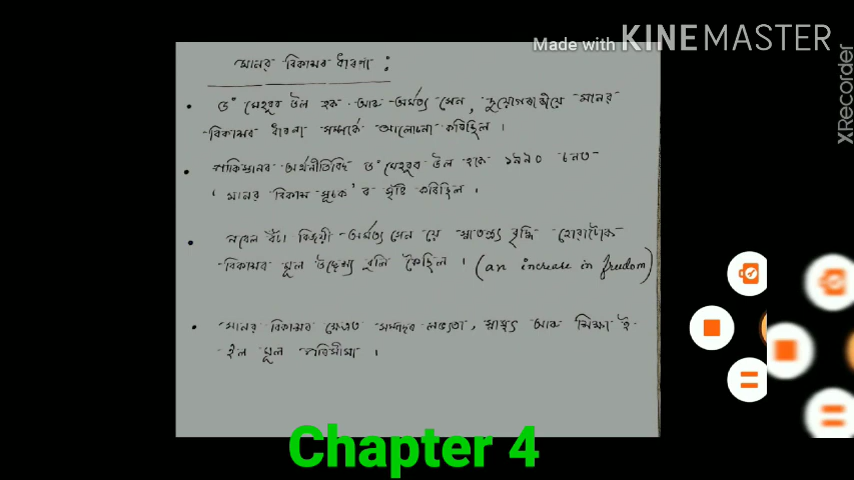 Made with KINEMASTER
XRecorder
মানৱ বিকাশৰ ধাৰণা :
ড° মেহবুব উল হক আৰু অমৰ্ত্য সেন, দুয়োগৰাকীয়ে মানৱ
বিকাশৰ ধাৰণা সম্পৰ্কে আলোচনা কৰিছিল ।
পাকিস্তানৰ অৰ্থনীতিবিদ ড° মেহবুব উল হকে ১৯৯০ চনত
‘ মানৱ বিকাশ সূচক ’ ৰ সৃষ্টি কৰিছিল ।
নবেল বঁটা বিজয়ী অমৰ্ত্য সেন যে স্বাতন্ত্ৰ্য বৃদ্ধি হোৱাটোক
বিকাশৰ মূল উদ্দেশ্য বুলি কৈছিল । (an increase in freedom)
মানৱ বিকাশৰ ক্ষেত্ৰত সম্পদৰ লভ্যতা, স্বাস্থ্য আৰু শিক্ষা ই
হ'ল মূল পৰিসীমা ।
Chapter 4